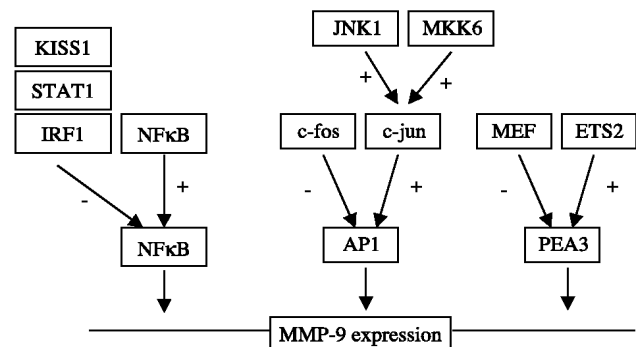 JNK1 MKK6
KISS1
STAT1
+ +
IRF1 NFκB c-fos c-jun MEF ETS2
- + - + - +
NFκB AP1 PEA3
MMP-9 expression